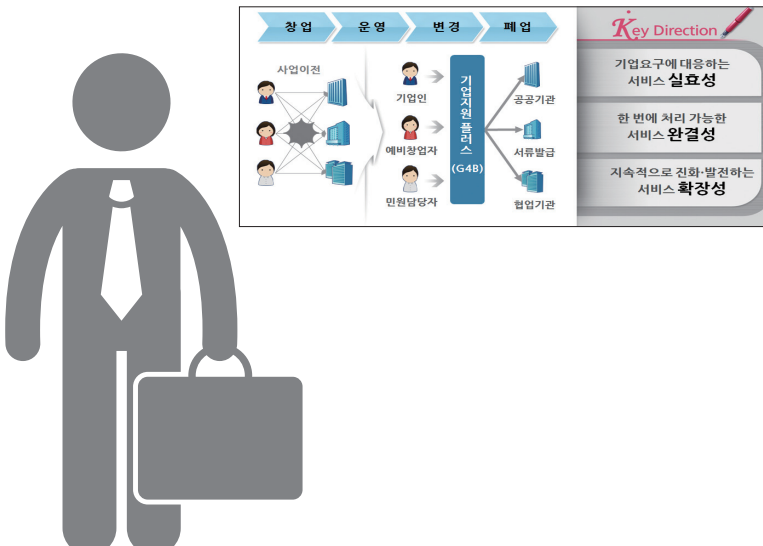 창 업
운 영
변 경
폐 업
사업이전
기업인
예비창업자
민원담당자
기업지원플러스
(G4B)
공공기관
서류발급
협업기관
Key Direction
기업요구에 대응하는
서비스 실효성
한 번에 처리 가능한
서비스 완결성
지속적으로 진화·발전하는
서비스 확장성